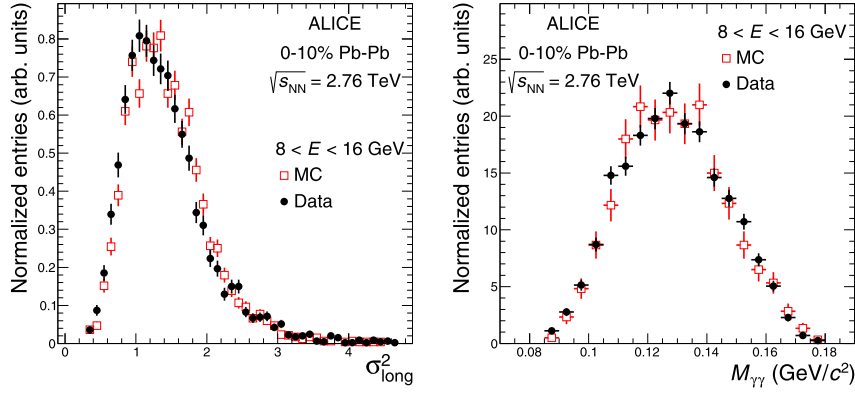 Normalized entries (arb. units)
0.8
0.7
0.6
0.5
0.4
0.3
0.2
0.1
0
ALICE
0-10% Pb-Pb
√sNN = 2.76 TeV
8 < E < 16 GeV
MC
Data
0 1 2 3 4
σ²long
Normalized entries (arb. units)
25
20
15
10
5
0
ALICE
0-10% Pb-Pb
√sNN = 2.76 TeV
8 < E < 16 GeV
MC
Data
0.08 0.1 0.12 0.14 0.16 0.18
Mγγ (GeV/c²)